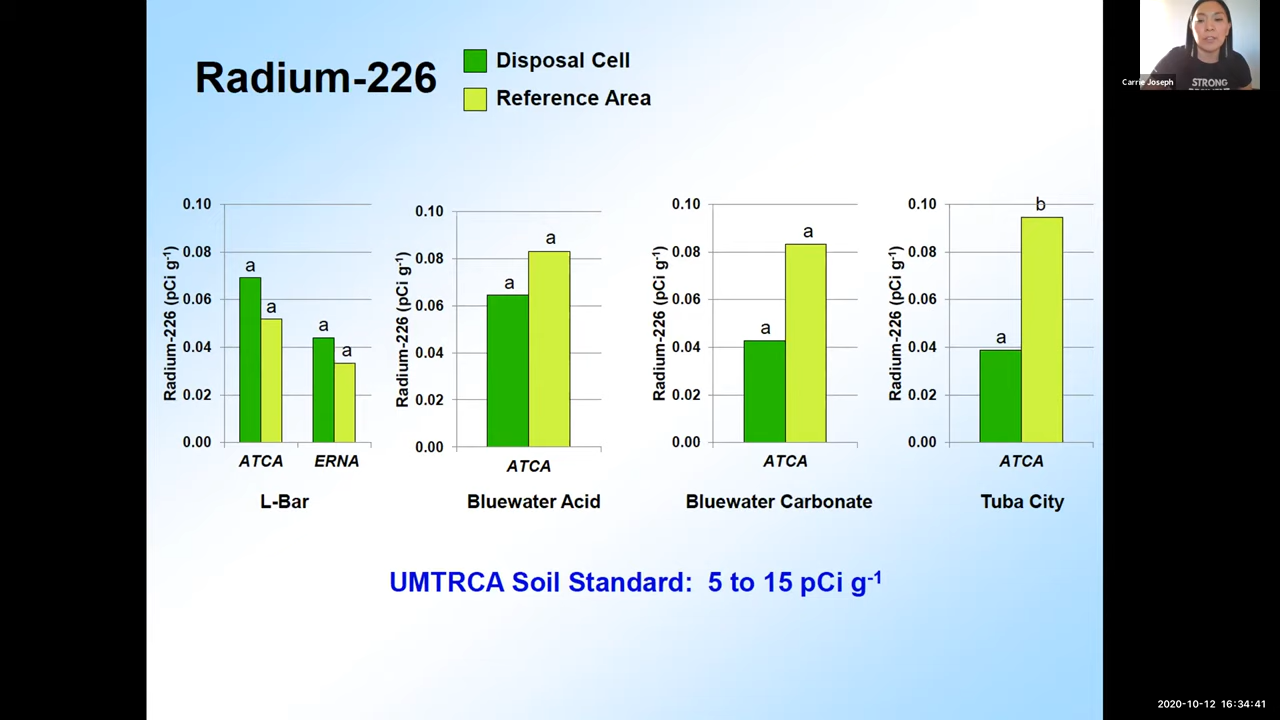 Radium-226
Disposal Cell
Reference Area
Carrie Joseph
STRONG
Radium-226 (pCi g-1)
0.10
0.08
0.06
0.04
0.02
0.00
a
a
a
a
ATCA
ERNA
L-Bar
Radium-226 (pCi g-1)
0.10
0.08
0.06
0.04
0.02
0.00
a
a
ATCA
Bluewater Acid
Radium-226 (pCi g-1)
0.10
0.08
0.06
0.04
0.02
0.00
a
a
ATCA
Bluewater Carbonate
Radium-226 (pCi g-1)
0.10
0.08
0.06
0.04
0.02
0.00
a
b
ATCA
Tuba City
UMTRCA Soil Standard: 5 to 15 pCi g-1
2020-10-12 16:34:41